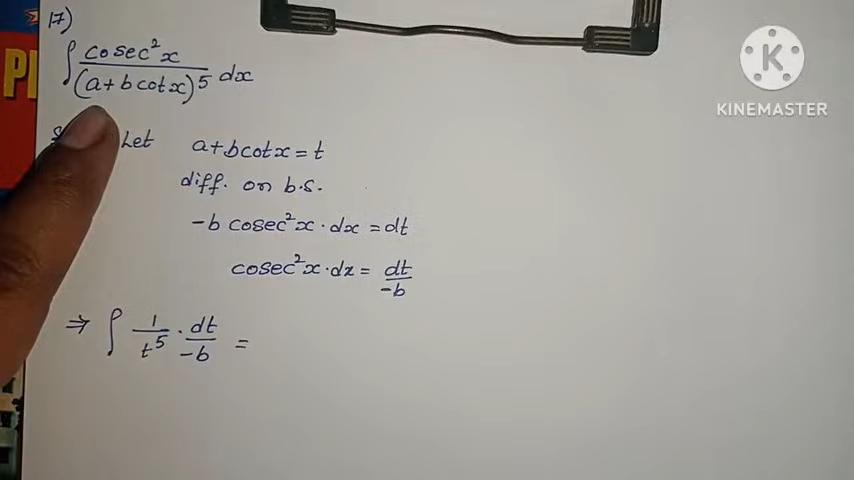 17)
∫ cosec²x / (a+b cotx)⁵ dx
Let a+bcotx = t
diff. on b.s.
-b cosec²x · dx = dt
cosec²x · dx = dt / -b
⇒ ∫ 1/t⁵ · dt/-b =
K
KINEMASTER